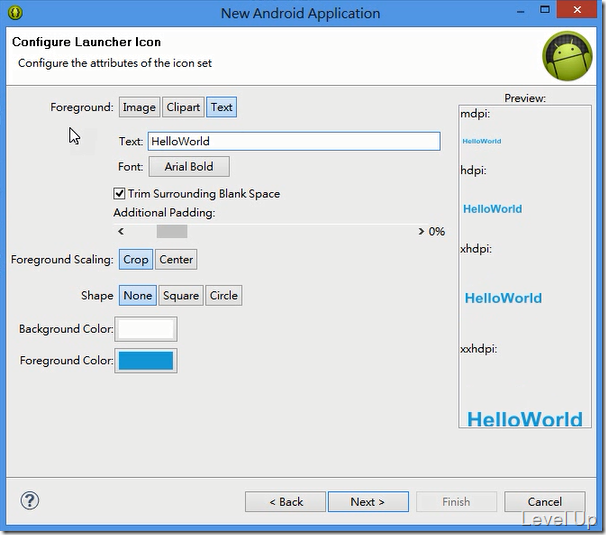 New Android Application
Configure Launcher Icon
Configure the attributes of the icon set
Foreground: Image Clipart Text
Text: HelloWorld
Font: Arial Bold
Trim Surrounding Blank Space
Additional Padding:
0%
Foreground Scaling: Crop Center
Shape None Square Circle
Background Color:
Foreground Color:
Preview:
mdpi:
HelloWorld
hdpi:
HelloWorld
xhdpi:
HelloWorld
xxhdpi:
HelloWorld
? < Back Next > Finish Cancel
Level Up